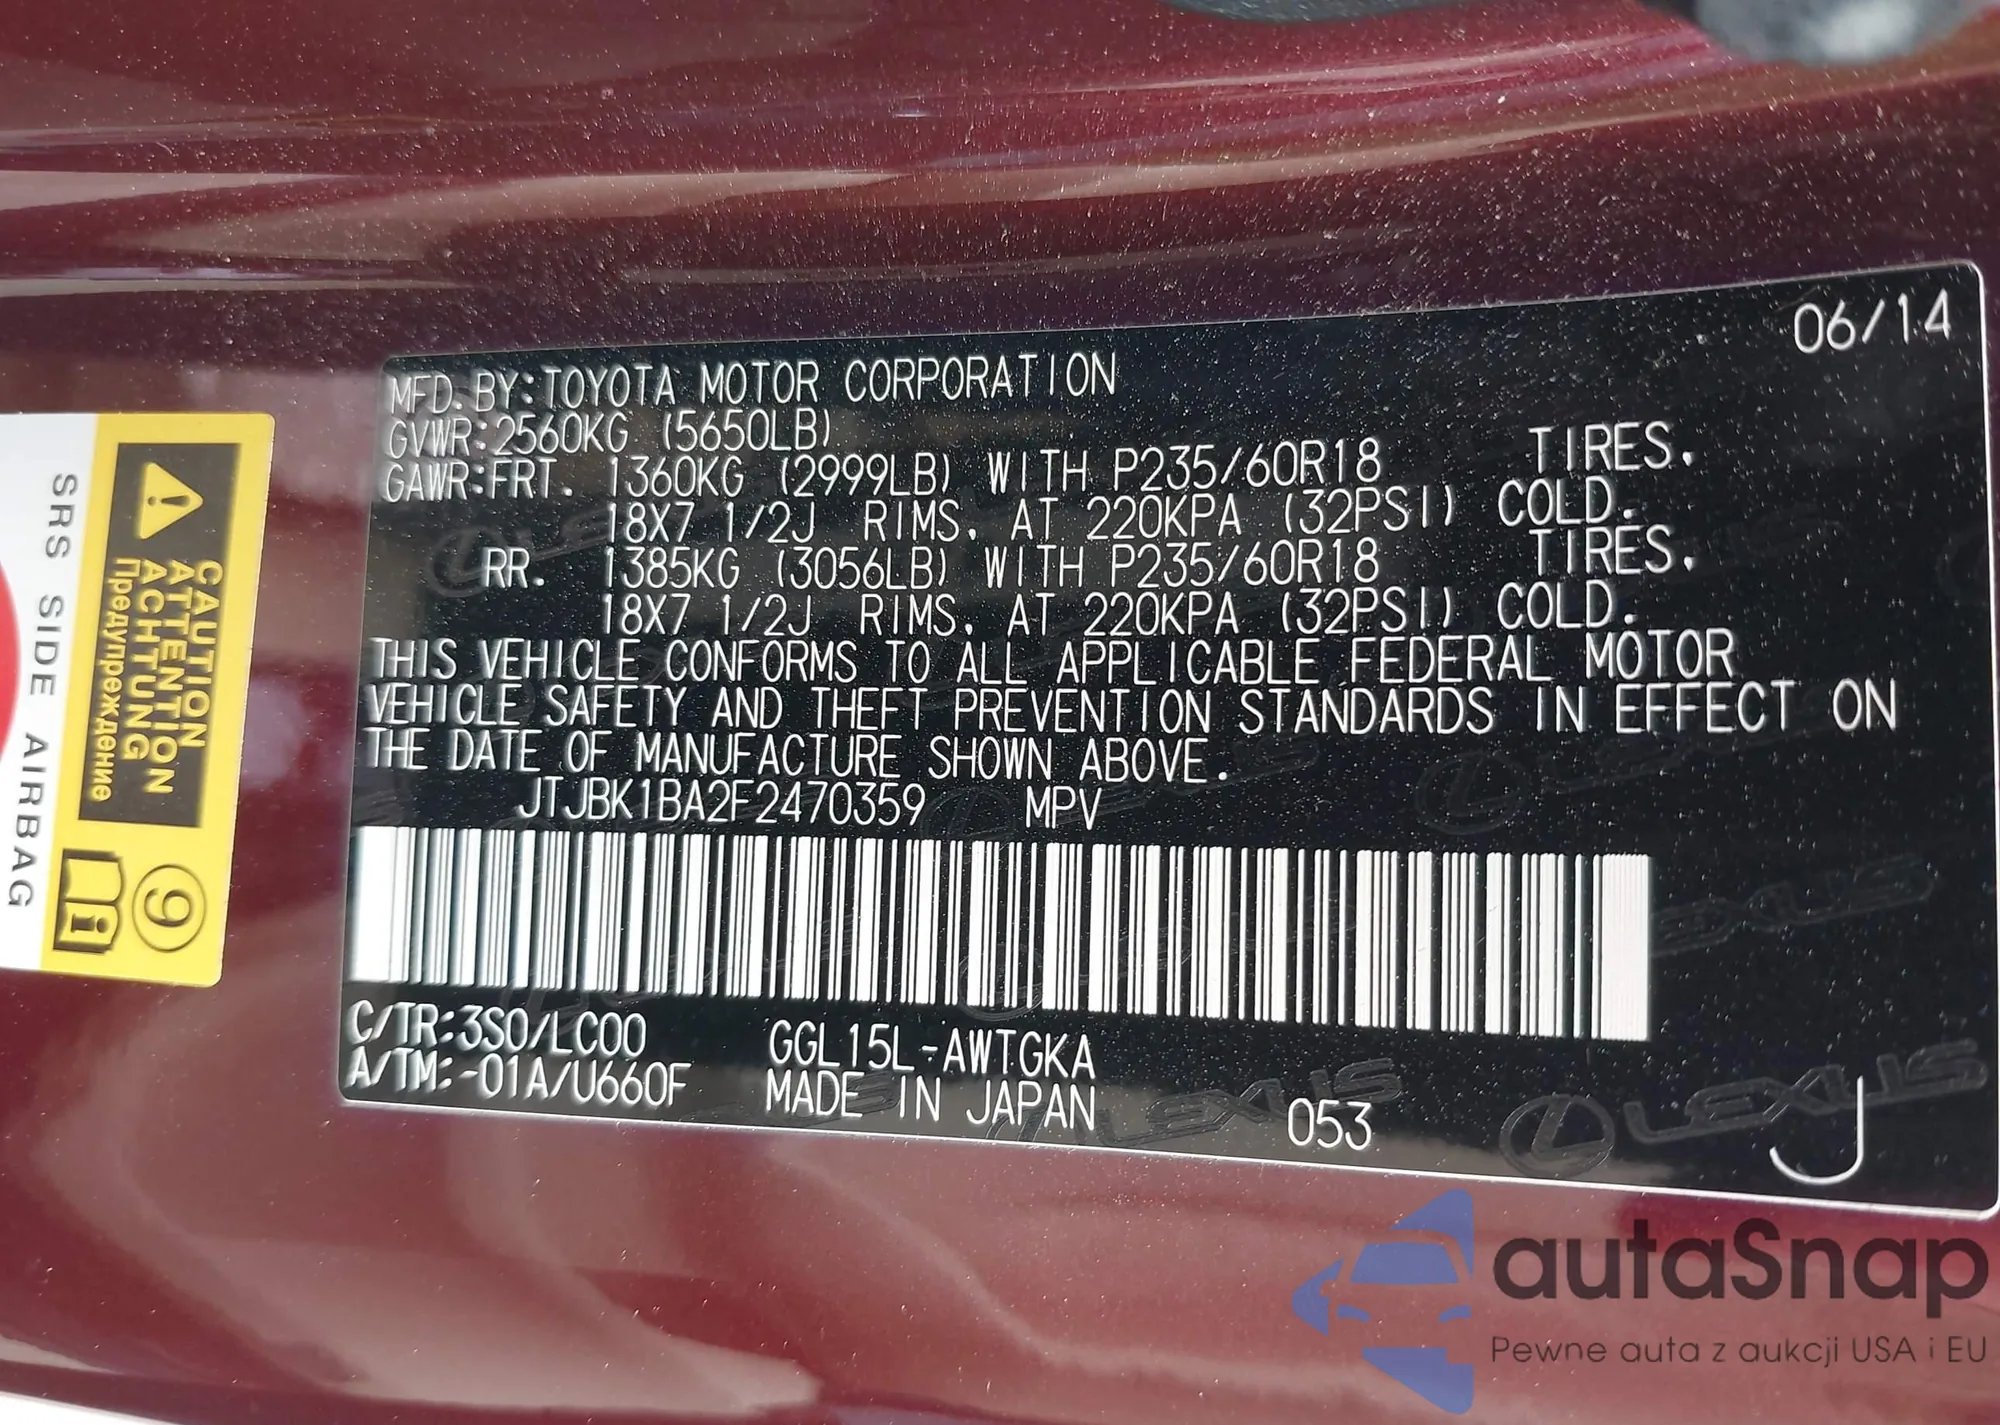 06/14
MFD. BY: TOYOTA MOTOR CORPORATION
GVWR: 2560KG (5650LB)
GAWR: FRT. 1360KG (2999LB) WITH P235/60R18 TIRES.
18X7 1/2J RIMS. AT 220KPA (32PSI) COLD.
RR. 1385KG (3056LB) WITH P235/60R18 TIRES.
18X7 1/2J RIMS. AT 220KPA (32PSI) COLD.
THIS VEHICLE CONFORMS TO ALL APPLICABLE FEDERAL MOTOR
VEHICLE SAFETY AND THEFT PREVENTION STANDARDS IN EFFECT ON
THE DATE OF MANUFACTURE SHOWN ABOVE.
JTJBK1BA2F2470359 MPV
C/TR: 3S0/LC00 GGL15L-AWTGKA
A/TM: -01A/U660F MADE IN JAPAN 053 J
LEXUS
CAUTION
ATTENTION
ACHTUNG
Предупреждение
SRS SIDE AIRBAG
9
i
autaSnap
Pewne auta z aukcji USA i EU